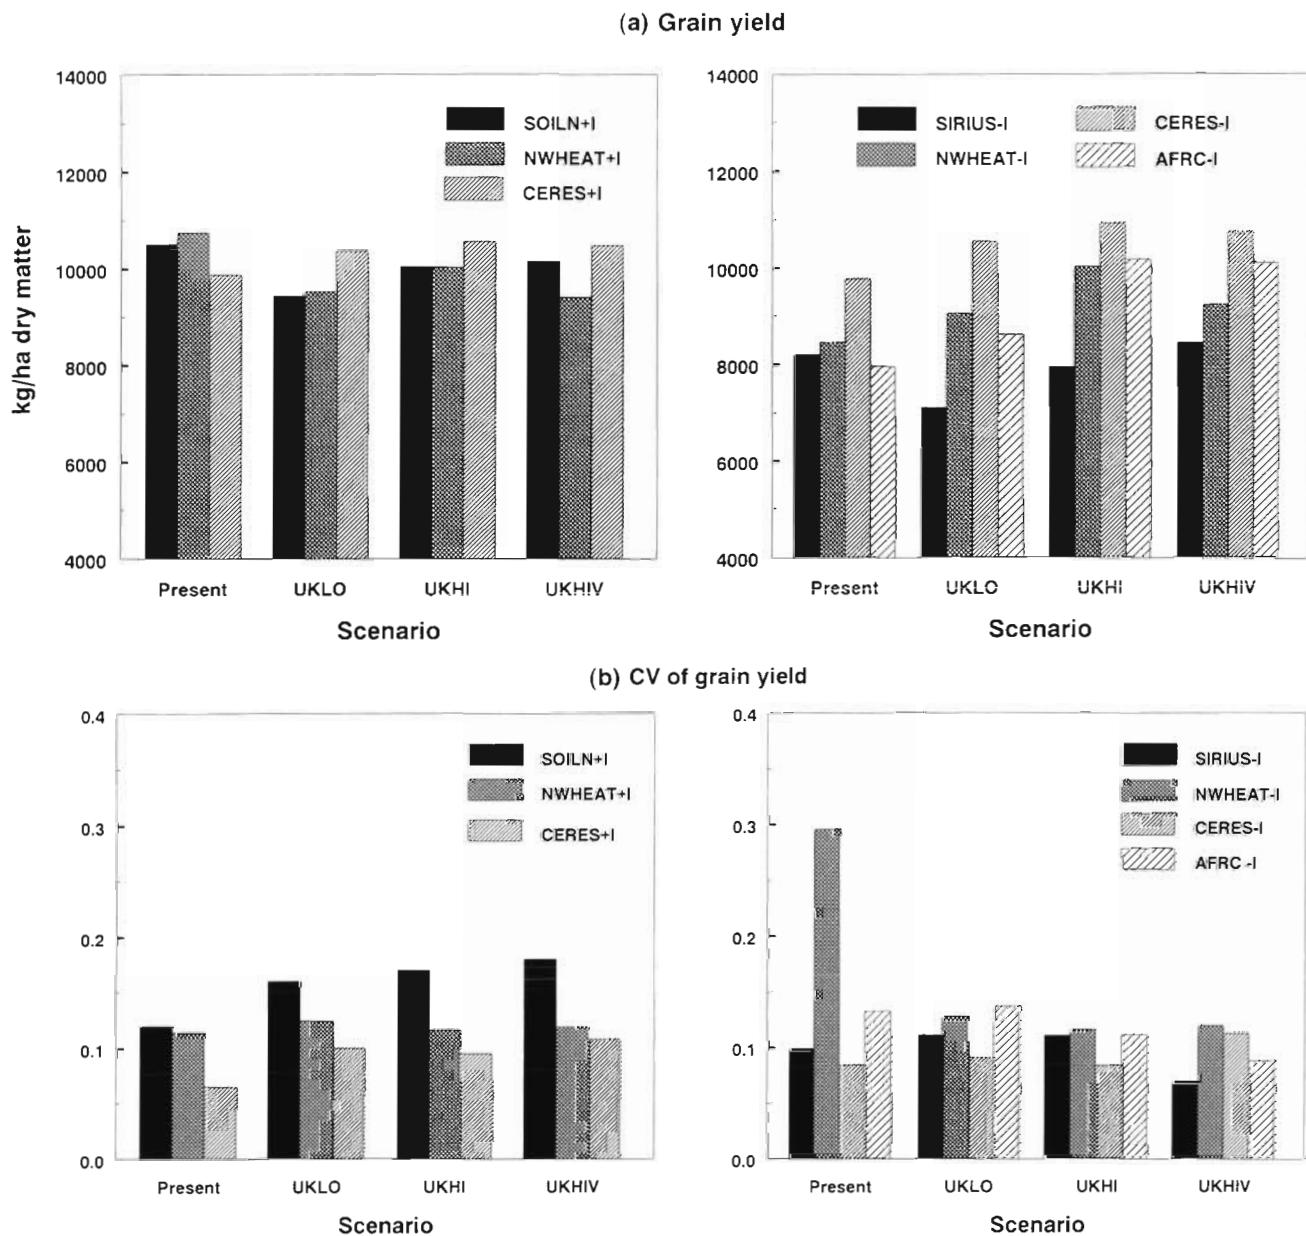 (a) Grain yield
kg/ha dry matter
14000
12000
10000
8000
6000
4000
SOILN+I
NWHEAT+I
CERES+I
Present UKLO UKHI UKHIV
Scenario
14000
12000
10000
8000
6000
4000
SIRIUS-I CERES-I
NWHEAT-I AFRC-I
Present UKLO UKHI UKHIV
Scenario
(b) CV of grain yield
0.4
0.3
0.2
0.1
0.0
SOILN+I
NWHEAT+I
CERES+I
Present UKLO UKHI UKHIV
Scenario
0.4
0.3
0.2
0.1
0.0
SIRIUS-I
NWHEAT-I
CERES-I
AFRC -I
Present UKLO UKHI UKHIV
Scenario